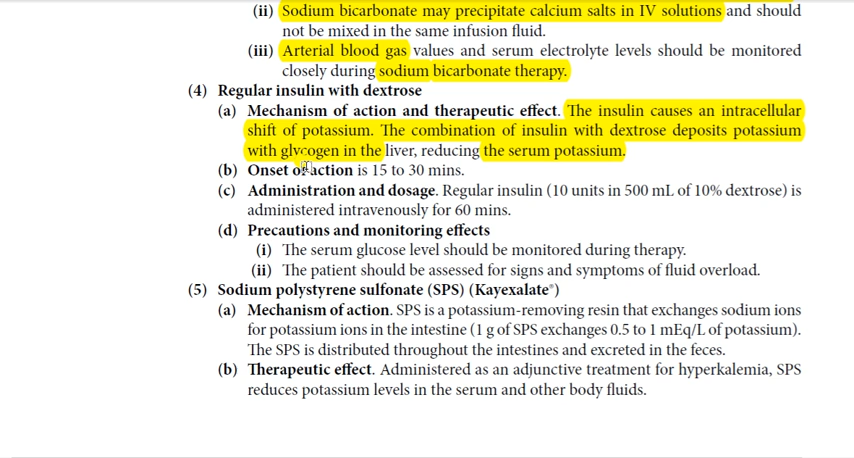 (ii) Sodium bicarbonate may precipitate calcium salts in IV solutions and should
not be mixed in the same infusion fluid.
(iii) Arterial blood gas values and serum electrolyte levels should be monitored
closely during sodium bicarbonate therapy.
(4) Regular insulin with dextrose
(a) Mechanism of action and therapeutic effect. The insulin causes an intracellular
shift of potassium. The combination of insulin with dextrose deposits potassium
with glycogen in the liver, reducing the serum potassium.
(b) Onset of action is 15 to 30 mins.
(c) Administration and dosage. Regular insulin (10 units in 500 mL of 10% dextrose) is
administered intravenously for 60 mins.
(d) Precautions and monitoring effects
(i) The serum glucose level should be monitored during therapy.
(ii) The patient should be assessed for signs and symptoms of fluid overload.
(5) Sodium polystyrene sulfonate (SPS) (Kayexalate®)
(a) Mechanism of action. SPS is a potassium-removing resin that exchanges sodium ions
for potassium ions in the intestine (1 g of SPS exchanges 0.5 to 1 mEq/L of potassium).
The SPS is distributed throughout the intestines and excreted in the feces.
(b) Therapeutic effect. Administered as an adjunctive treatment for hyperkalemia, SPS
reduces potassium levels in the serum and other body fluids.